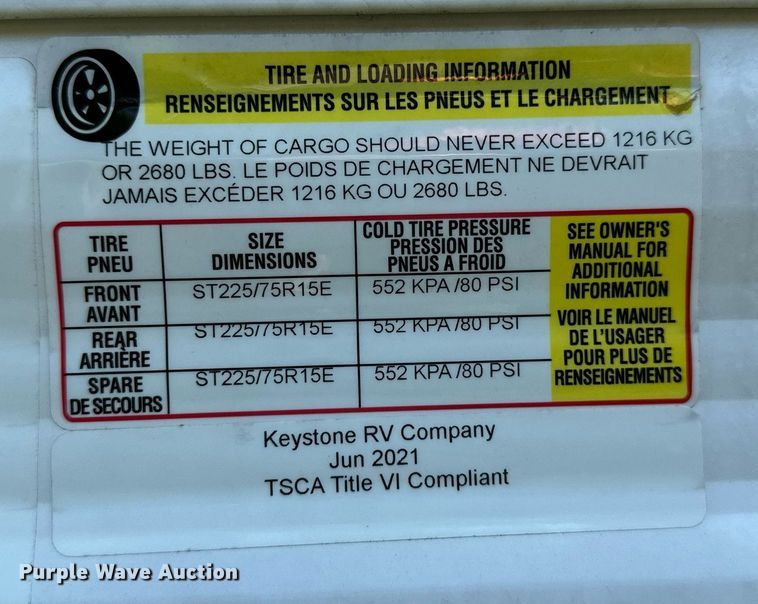 TIRE AND LOADING INFORMATION
RENSEIGNEMENTS SUR LES PNEUS ET LE CHARGEMENT
THE WEIGHT OF CARGO SHOULD NEVER EXCEED 1216 KG
OR 2680 LBS. LE POIDS DE CHARGEMENT NE DEVRAIT
JAMAIS EXCÉDER 1216 KG OU 2680 LBS.
TIRE
PNEU
SIZE
DIMENSIONS
COLD TIRE PRESSURE
PRESSION DES
PNEUS A FROID
FRONT
AVANT
ST225/75R15E
552 KPA /80 PSI
REAR
ARRIÈRE
ST225/75R15E
552 KPA /80 PSI
SPARE
DE SECOURS
ST225/75R15E
552 KPA /80 PSI
SEE OWNER'S
MANUAL FOR
ADDITIONAL
INFORMATION
VOIR LE MANUEL
DE L'USAGER
POUR PLUS DE
RENSEIGNEMENTS
Keystone RV Company
Jun 2021
TSCA Title VI Compliant
Purple Wave Auction